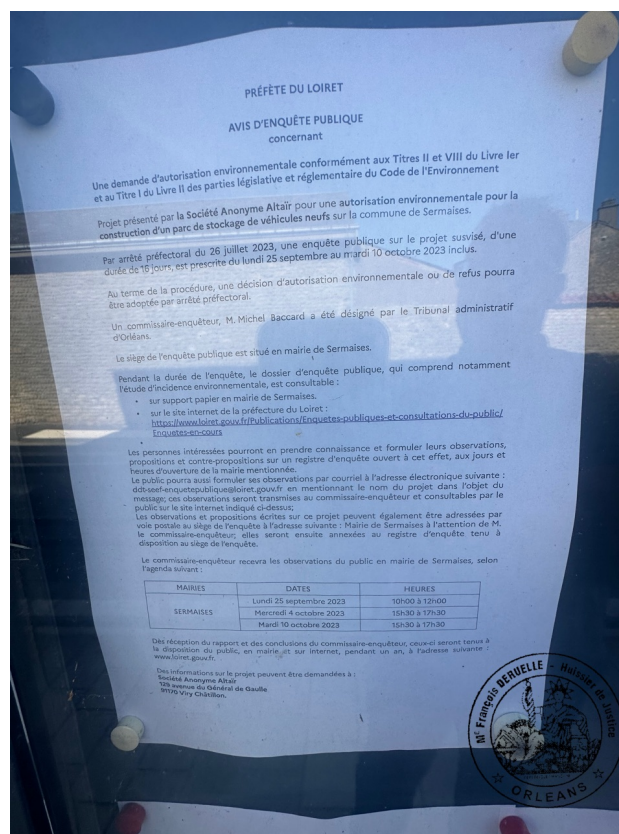 PRÉFÈTE DU LOIRET
AVIS D'ENQUÊTE PUBLIQUE
concernant
Une demande d'autorisation environnementale conformément aux Titres II et VIII du Livre Ier
et au Titre I du Livre II des parties législative et réglementaire du Code de l'Environnement
Projet présenté par la Société Anonyme Altaïr pour une autorisation environnementale pour la
construction d'un parc de stockage de véhicules neufs sur la commune de Sermaises.
Par arrêté préfectoral du 26 juillet 2023, une enquête publique sur le projet susvisé, d'une
durée de 16 jours, est prescrite du lundi 25 septembre au mardi 10 octobre 2023 inclus.
Au terme de la procédure, une décision d'autorisation environnementale ou de refus pourra
être adoptée par arrêté préfectoral.
Un commissaire-enquêteur, M. Michel Baccard a été désigné par le Tribunal administratif
d'Orléans.
Le siège de l'enquête publique est situé en mairie de Sermaises.
Pendant la durée de l'enquête, le dossier d'enquête publique, qui comprend notamment
l'étude d'incidence environnementale, est consultable :
• sur support papier en mairie de Sermaises.
• sur le site internet de la préfecture du Loiret :
https://www.loiret.gouv.fr/Publications/Enquetes-publiques-et-consultations-du-public/
Enquetes-en-cours
•
Les personnes intéressées pourront en prendre connaissance et formuler leurs observations,
propositions et contre-propositions sur un registre d'enquête ouvert à cet effet, aux jours et
heures d'ouverture de la mairie mentionnée.
Le public pourra aussi formuler ses observations par courriel à l'adresse électronique suivante :
ddt-seef-enquetepublique@loiret.gouv.fr en mentionnant le nom du projet dans l'objet du
message; ces observations seront transmises au commissaire-enquêteur et consultables par le
public sur le site internet indiqué ci-dessus;
Les observations et propositions écrites sur ce projet peuvent également être adressées par
voie postale au siège de l'enquête à l'adresse suivante : Mairie de Sermaises à l'attention de M.
le commissaire-enquêteur; elles seront ensuite annexées au registre d'enquête tenu à
disposition au siège de l'enquête.
Le commissaire-enquêteur recevra les observations du public en mairie de Sermaises, selon
l'agenda suivant :
MAIRIES DATES HEURES
Lundi 25 septembre 2023 10h00 à 12h00
SERMAISES Mercredi 4 octobre 2023 15h30 à 17h30
Mardi 10 octobre 2023 15h30 à 17h30
Dès réception du rapport et des conclusions du commissaire-enquêteur, ceux-ci seront tenus à
la disposition du public, en mairie et sur internet, pendant un an, à l'adresse suivante :
www.loiret.gouv.fr.
Des informations sur le projet peuvent être demandées à :
Société Anonyme Altaïr
129 avenue du Général de Gaulle
91170 Viry Châtillon.
Me François DERUELLE - Huissier de Justice
ORLEANS